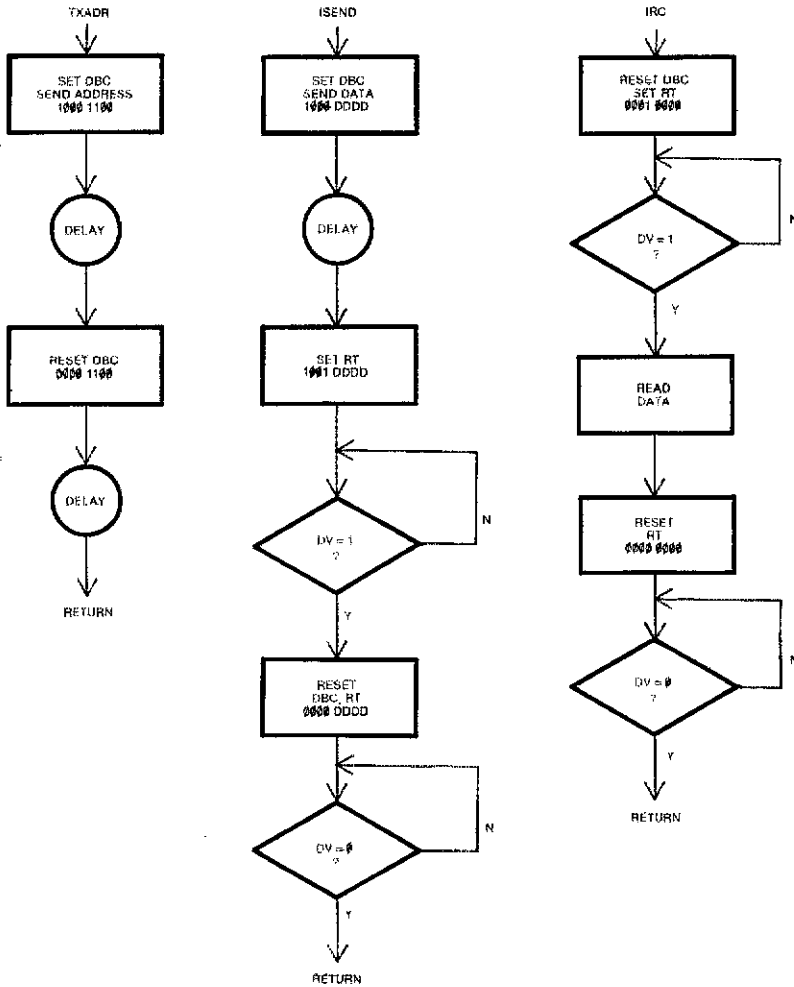 TXADR
SET DBC
SEND ADDRESS
1000 1100
DELAY
RESET DBC
0000 1100
DELAY
RETURN
ISEND
SET DBC
SEND DATA
1000 DDDD
DELAY
SET RT
1001 DDDD
DV = 1
?
N
Y
RESET
DBC, RT
0000 DDDD
DV = 0
?
N
Y
RETURN
IRC
RESET DBC
SET RT
0001 0000
DV = 1
?
N
Y
READ
DATA
RESET
RT
0000 0000
DV = 0
?
N
Y
RETURN